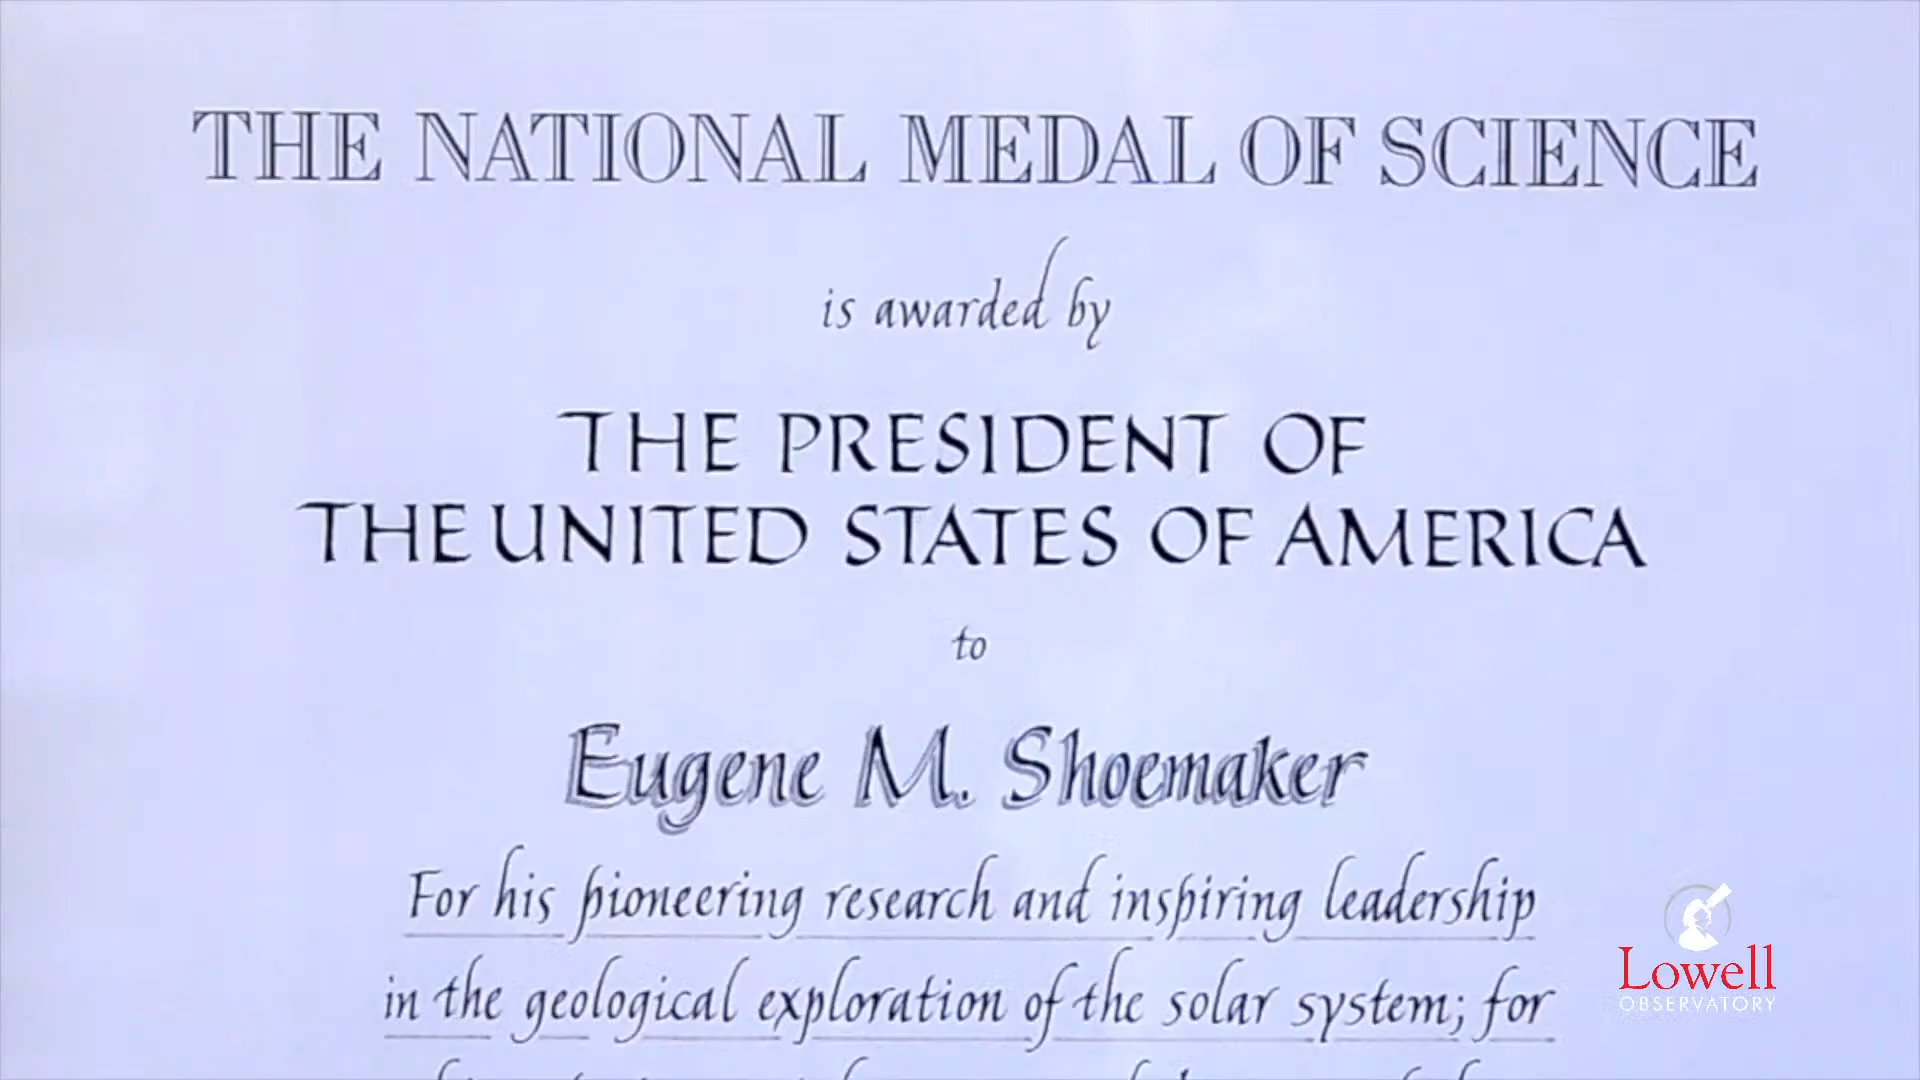 THE NATIONAL MEDAL OF SCIENCE
is awarded by
THE PRESIDENT OF
THE UNITED STATES OF AMERICA
to
Eugene M. Shoemaker
For his pioneering research and inspiring leadership
in the geological exploration of the solar system; for
Lowell
OBSERVATORY